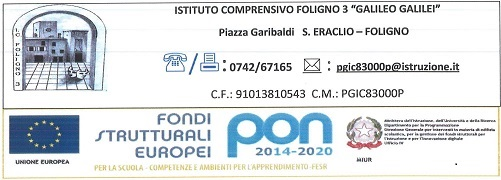 ISTITUTO COMPRENSIVO FOLIGNO 3 "GALILEO GALILEI"
Piazza Garibaldi S. ERACLIO – FOLIGNO
: 0742/67165 : pgic83000p@istruzione.it
C.F.: 91013810543 C.M.: PGIC83000P
FONDI
STRUTTURALI
EUROPEI
pon
2014-2020
UNIONE EUROPEA
PER LA SCUOLA - COMPETENZE E AMBIENTI PER L'APPRENDIMENTO-FESR
Ministero dell'Istruzione, dell'Università e della Ricerca
Dipartimento per la Programmazione
Direzione Generale per interventi in materia di edilizia
scolastica, per la gestione dei fondi strutturali per
l'istruzione e per l'innovazione digitale
Ufficio IV
MIUR